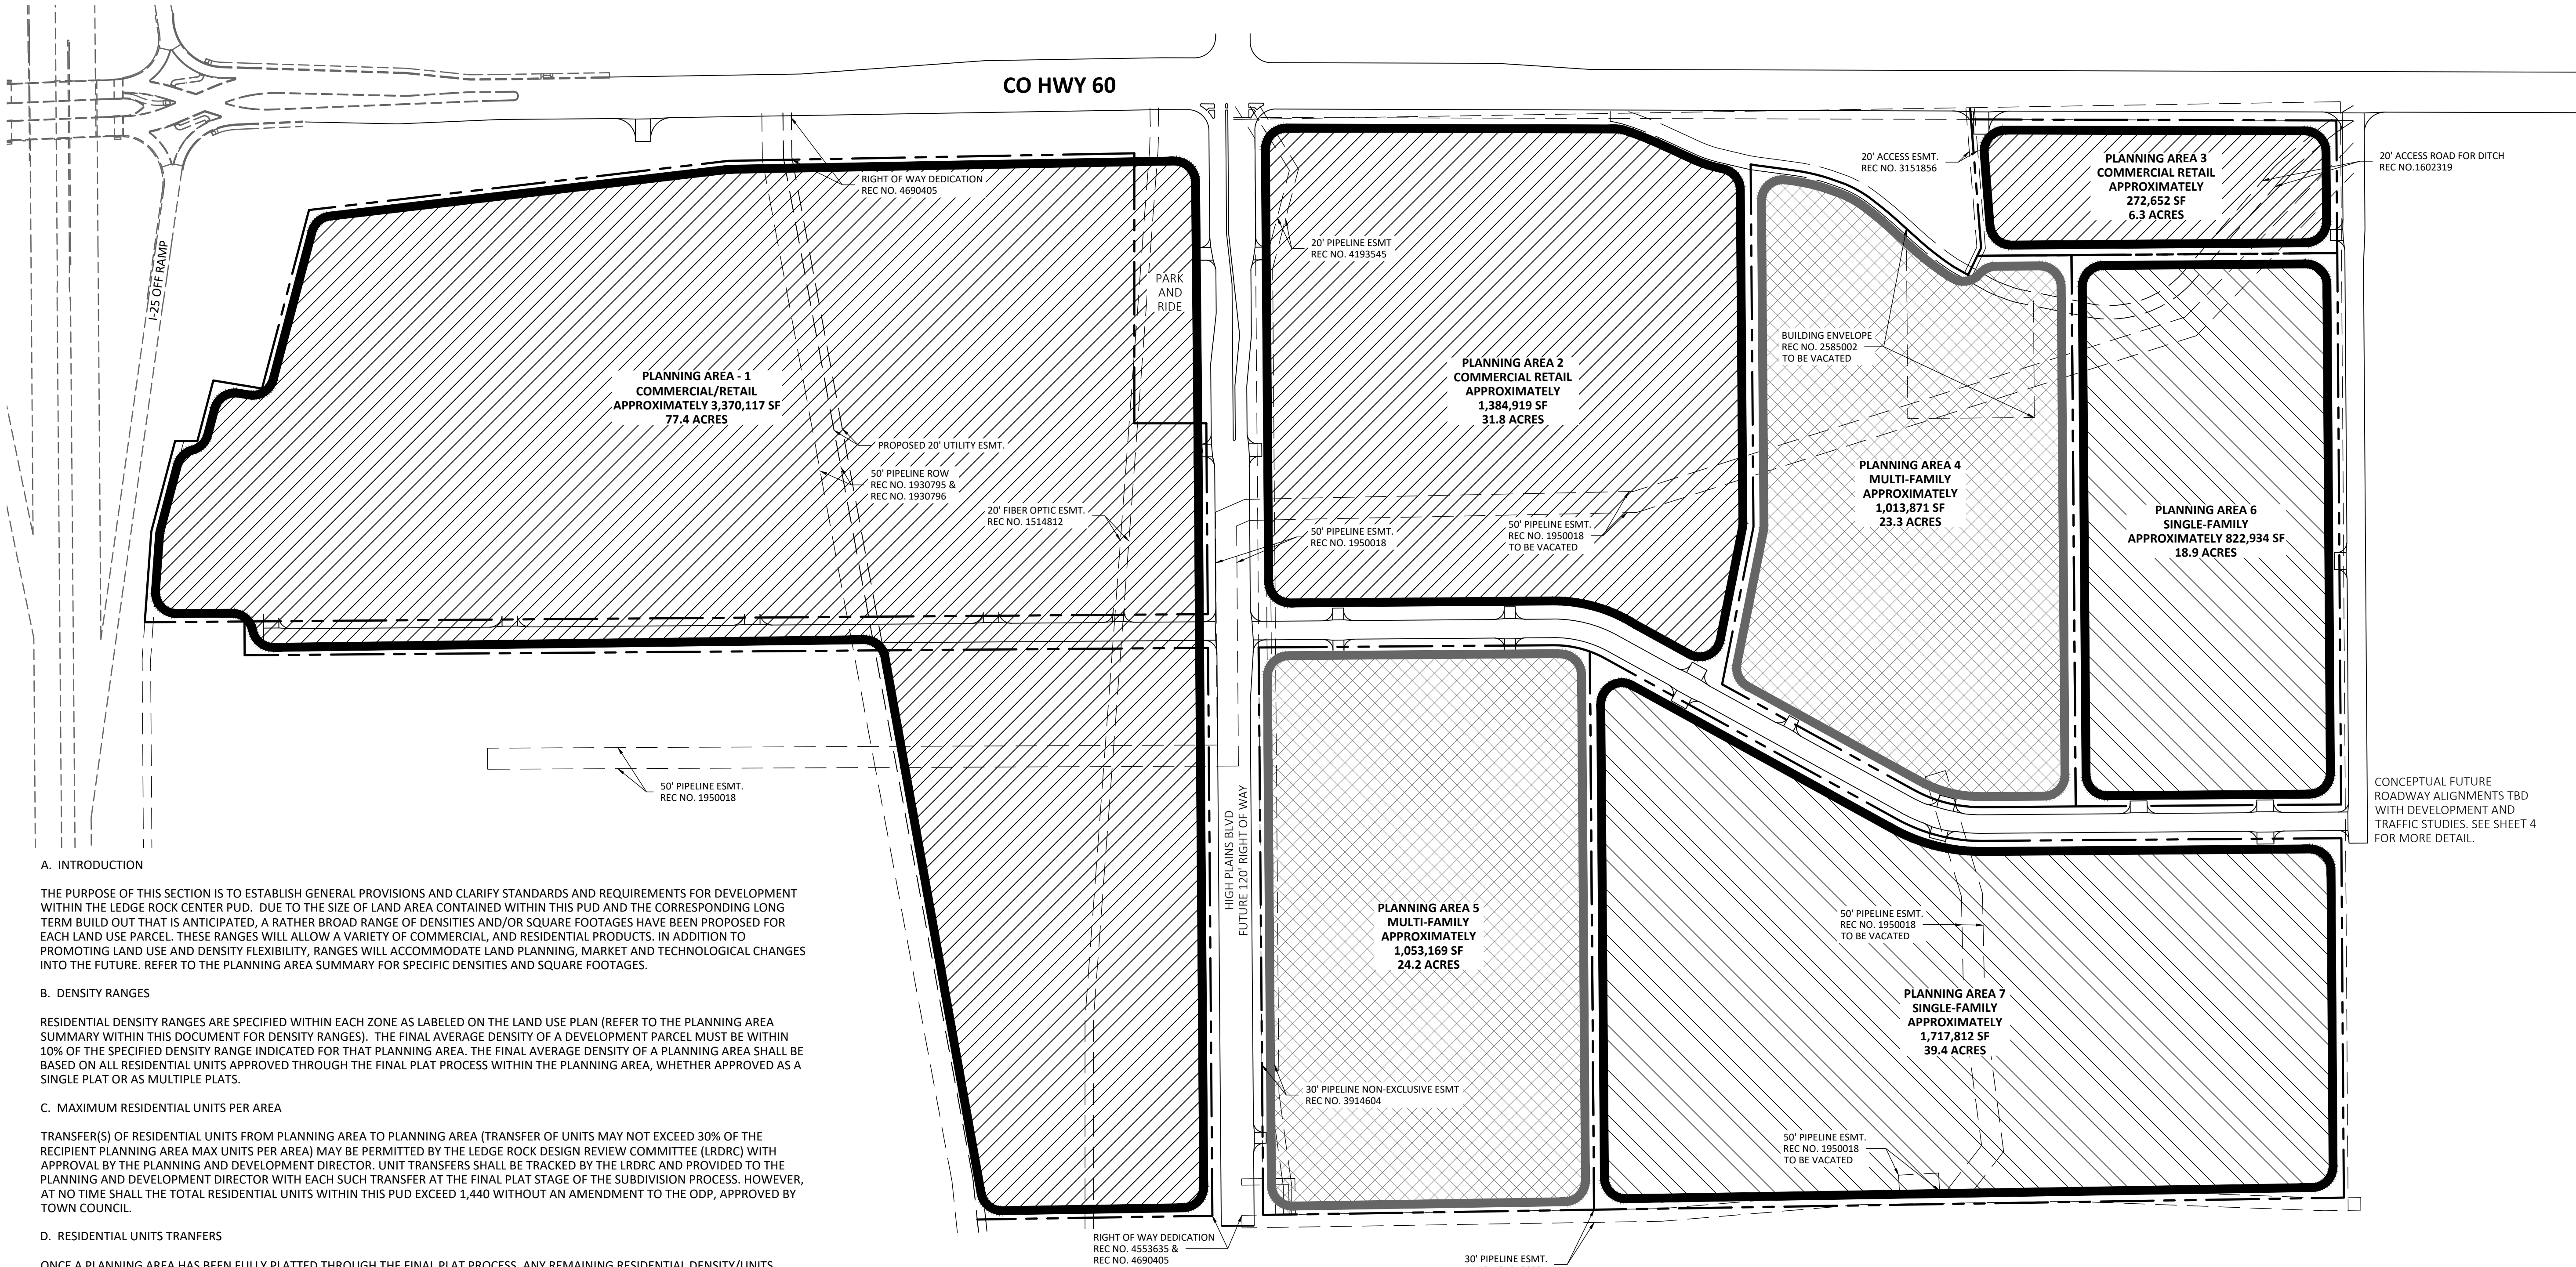 CO HWY 60
I-25 OFF RAMP
RIGHT OF WAY DEDICATION
REC NO. 4690405
PARK
AND
RIDE
20' PIPELINE ESMT
REC NO. 4193545
20' ACCESS ESMT.
REC NO. 3151856
PLANNING AREA 3
COMMERCIAL RETAIL
APPROXIMATELY
272,652 SF
6.3 ACRES
20' ACCESS ROAD FOR DITCH
REC NO.1602319
PLANNING AREA - 1
COMMERCIAL/RETAIL
APPROXIMATELY 3,370,117 SF
77.4 ACRES
PLANNING AREA 2
COMMERCIAL RETAIL
APPROXIMATELY
1,384,919 SF
31.8 ACRES
BUILDING ENVELOPE
REC NO. 2585002
TO BE VACATED
PROPOSED 20' UTILITY ESMT.
50' PIPELINE ROW
REC NO. 1930795 &
REC NO. 1930796
20' FIBER OPTIC ESMT.
REC NO. 1514812
50' PIPELINE ESMT.
REC NO. 1950018
50' PIPELINE ESMT.
REC NO. 1950018
TO BE VACATED
PLANNING AREA 4
MULTI-FAMILY
APPROXIMATELY
1,013,871 SF
23.3 ACRES
PLANNING AREA 6
SINGLE-FAMILY
APPROXIMATELY 822,934 SF
18.9 ACRES
50' PIPELINE ESMT.
REC NO. 1950018
HIGH PLAINS BLVD
FUTURE 120' RIGHT OF WAY
CONCEPTUAL FUTURE
ROADWAY ALIGNMENTS TBD
WITH DEVELOPMENT AND
TRAFFIC STUDIES. SEE SHEET 4
FOR MORE DETAIL.
PLANNING AREA 5
MULTI-FAMILY
APPROXIMATELY
1,053,169 SF
24.2 ACRES
50' PIPELINE ESMT.
REC NO. 1950018
TO BE VACATED
PLANNING AREA 7
SINGLE-FAMILY
APPROXIMATELY
1,717,812 SF
39.4 ACRES
30' PIPELINE NON-EXCLUSIVE ESMT
REC NO. 3914604
50' PIPELINE ESMT.
REC NO. 1950018
TO BE VACATED
RIGHT OF WAY DEDICATION
REC NO. 4553635 &
REC NO. 4690405
30' PIPELINE ESMT.
A. INTRODUCTION
THE PURPOSE OF THIS SECTION IS TO ESTABLISH GENERAL PROVISIONS AND CLARIFY STANDARDS AND REQUIREMENTS FOR DEVELOPMENT
WITHIN THE LEDGE ROCK CENTER PUD. DUE TO THE SIZE OF LAND AREA CONTAINED WITHIN THIS PUD AND THE CORRESPONDING LONG
TERM BUILD OUT THAT IS ANTICIPATED, A RATHER BROAD RANGE OF DENSITIES AND/OR SQUARE FOOTAGES HAVE BEEN PROPOSED FOR
EACH LAND USE PARCEL. THESE RANGES WILL ALLOW A VARIETY OF COMMERCIAL, AND RESIDENTIAL PRODUCTS. IN ADDITION TO
PROMOTING LAND USE AND DENSITY FLEXIBILITY, RANGES WILL ACCOMMODATE LAND PLANNING, MARKET AND TECHNOLOGICAL CHANGES
INTO THE FUTURE. REFER TO THE PLANNING AREA SUMMARY FOR SPECIFIC DENSITIES AND SQUARE FOOTAGES.
B. DENSITY RANGES
RESIDENTIAL DENSITY RANGES ARE SPECIFIED WITHIN EACH ZONE AS LABELED ON THE LAND USE PLAN (REFER TO THE PLANNING AREA
SUMMARY WITHIN THIS DOCUMENT FOR DENSITY RANGES). THE FINAL AVERAGE DENSITY OF A DEVELOPMENT PARCEL MUST BE WITHIN
10% OF THE SPECIFIED DENSITY RANGE INDICATED FOR THAT PLANNING AREA. THE FINAL AVERAGE DENSITY OF A PLANNING AREA SHALL BE
BASED ON ALL RESIDENTIAL UNITS APPROVED THROUGH THE FINAL PLAT PROCESS WITHIN THE PLANNING AREA, WHETHER APPROVED AS A
SINGLE PLAT OR AS MULTIPLE PLATS.
C. MAXIMUM RESIDENTIAL UNITS PER AREA
TRANSFER(S) OF RESIDENTIAL UNITS FROM PLANNING AREA TO PLANNING AREA (TRANSFER OF UNITS MAY NOT EXCEED 30% OF THE
RECIPIENT PLANNING AREA MAX UNITS PER AREA) MAY BE PERMITTED BY THE LEDGE ROCK DESIGN REVIEW COMMITTEE (LRDRC) WITH
APPROVAL BY THE PLANNING AND DEVELOPMENT DIRECTOR. UNIT TRANSFERS SHALL BE TRACKED BY THE LRDRC AND PROVIDED TO THE
PLANNING AND DEVELOPMENT DIRECTOR WITH EACH SUCH TRANSFER AT THE FINAL PLAT STAGE OF THE SUBDIVISION PROCESS. HOWEVER,
AT NO TIME SHALL THE TOTAL RESIDENTIAL UNITS WITHIN THIS PUD EXCEED 1,440 WITHOUT AN AMENDMENT TO THE ODP, APPROVED BY
TOWN COUNCIL.
D. RESIDENTIAL UNITS TRANFERS
ONCE A PLANNING AREA HAS BEEN FULLY PLATTED THROUGH THE FINAL PLAT PROCESS, ANY REMAINING RESIDENTIAL DENSITY/UNITS